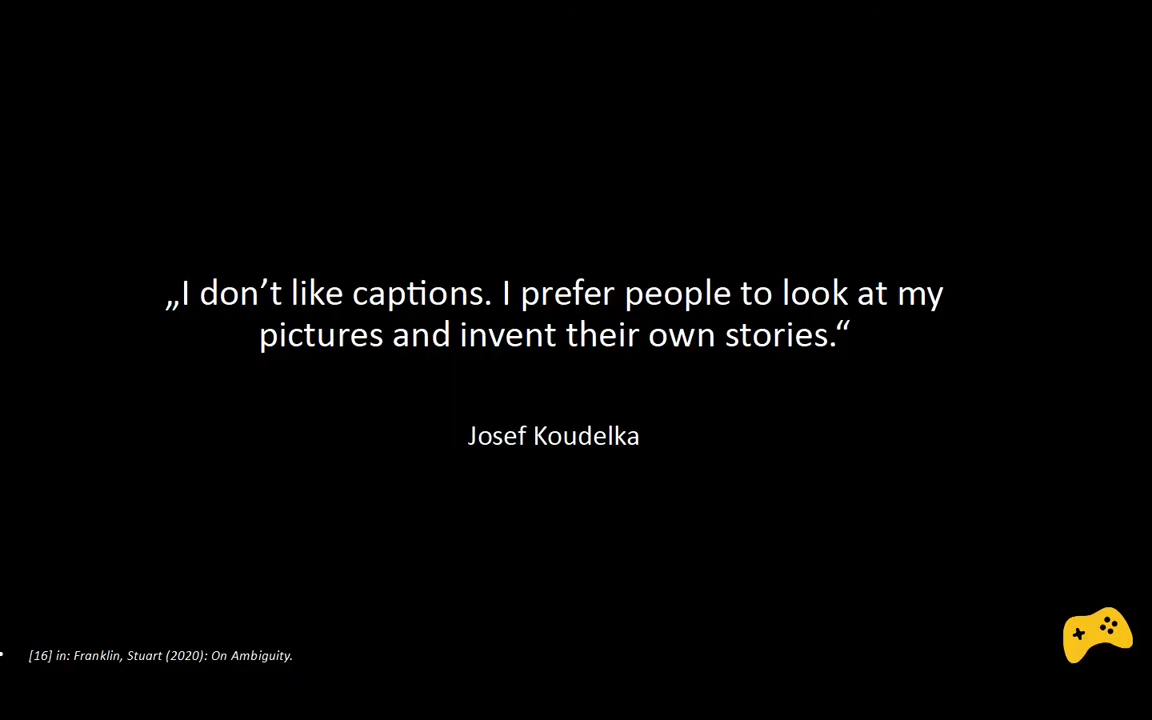 „I don’t like captions. I prefer people to look at my
pictures and invent their own stories.“
Josef Koudelka
[16] in: Franklin, Stuart (2020): On Ambiguity.